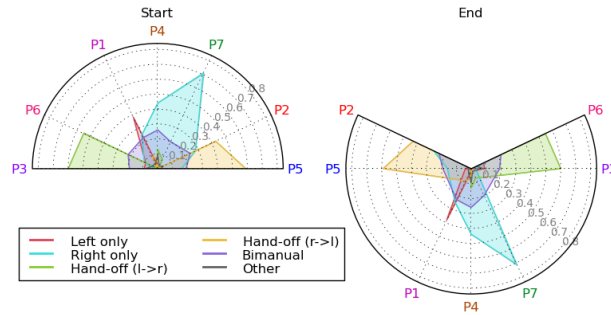 Start
P4
P1
P7
P6
P2
P3
P5
0.1
0.2
0.3
0.4
0.5
0.6
0.7
0.8
End
P2
P6
P5
P3
0.1
0.2
0.3
0.4
0.5
0.6
0.7
0.8
P1
P4
P7
Left only
Right only
Hand-off (l->r)
Hand-off (r->l)
Bimanual
Other